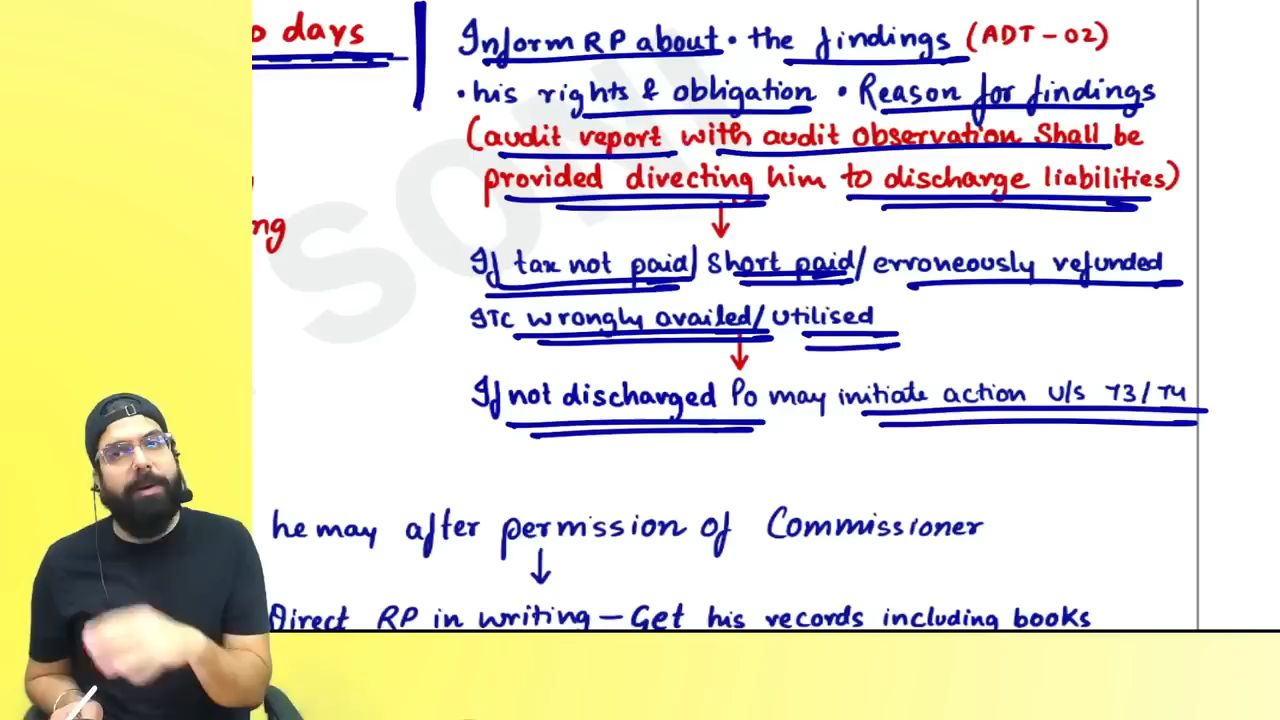 days
Inform RP about • the findings (ADT-02)
• his rights & obligation • Reason for findings
(audit report with audit observation Shall be
provided directing him to discharge liabilities)
If tax not paid/ Short paid/ erroneously refunded
ITC wrongly availed/ utilised
If not discharged PO may initiate action u/s 73/74
he may after permission of Commissioner
Direct RP in writing – Get his records including books
SONI